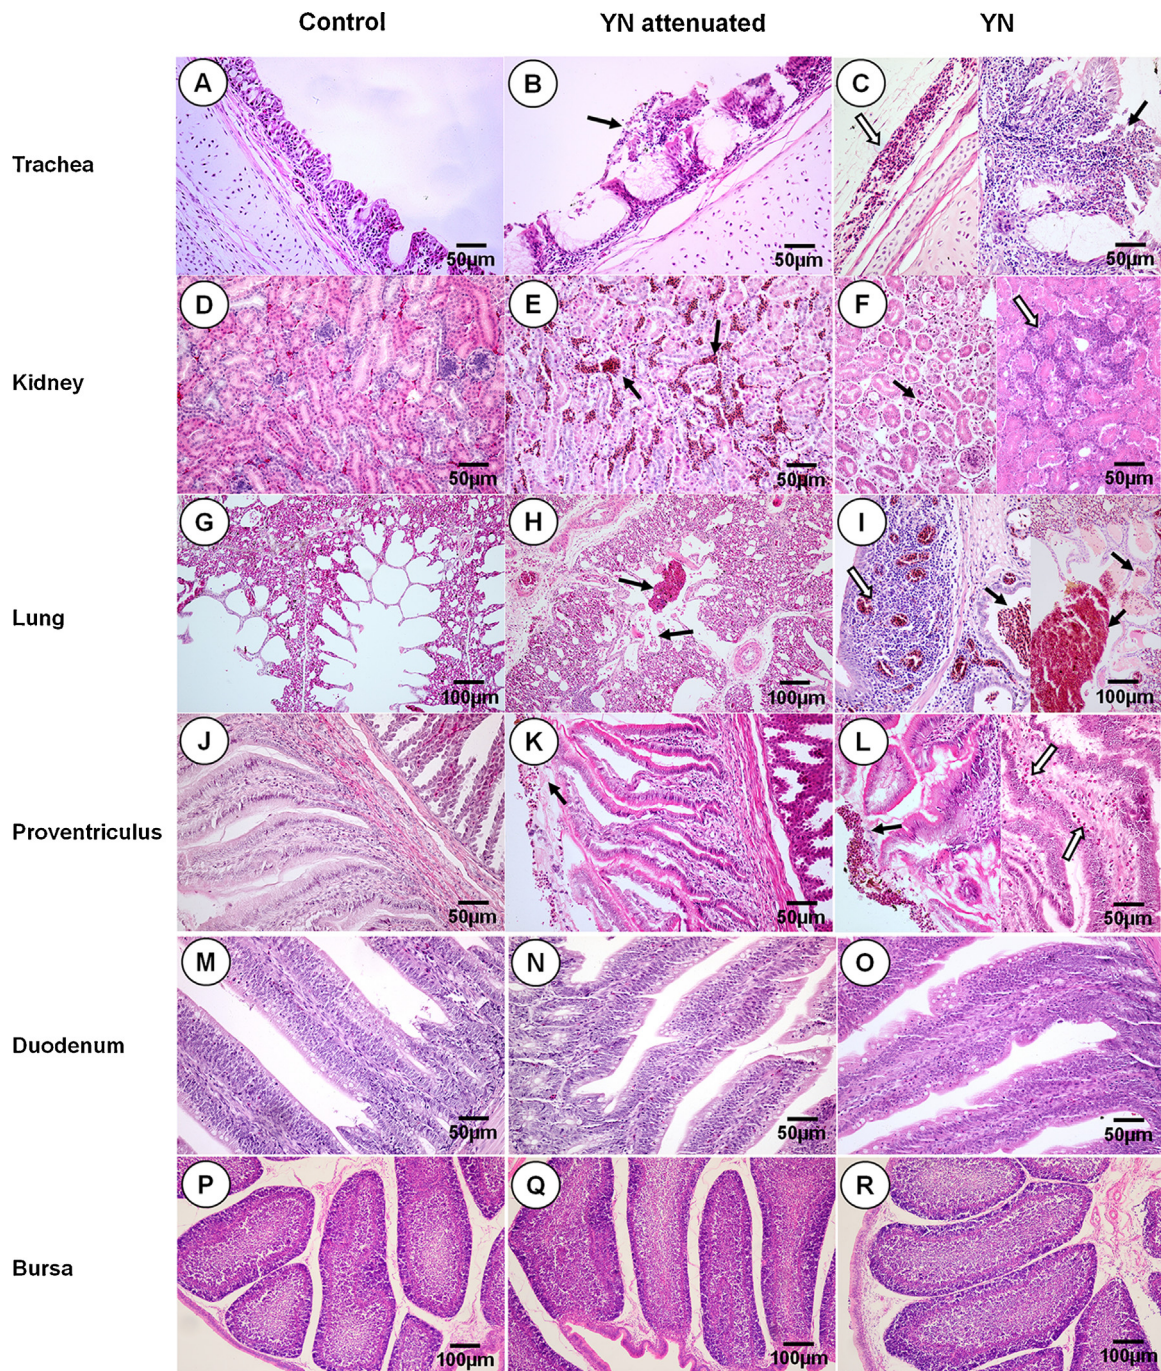 Control YN attenuated YN
Trachea
A B C
50µm 50µm 50µm
Kidney
D E F
50µm 50µm 50µm
Lung
G H I
100µm 100µm 100µm
Proventriculus
J K L
50µm 50µm 50µm
Duodenum
M N O
50µm 50µm 50µm
Bursa
P Q R
100µm 100µm 100µm